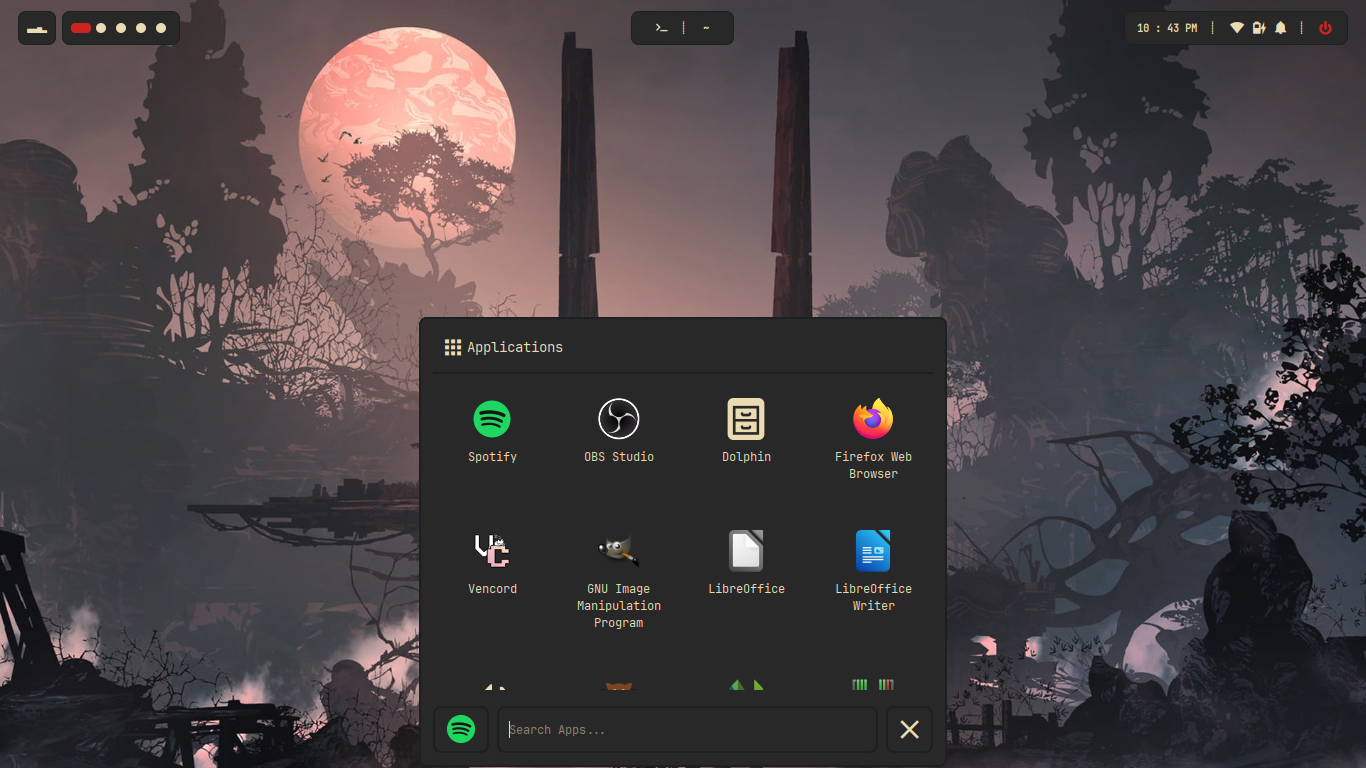 >_ | ~
10 : 43 PM
Applications
Spotify
OBS Studio
Dolphin
Firefox Web
Browser
Vencord
GNU Image
Manipulation
Program
LibreOffice
LibreOffice
Writer
Search Apps...